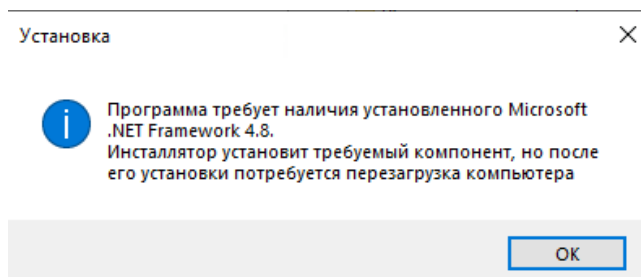 Установка
Программа требует наличия установленного Microsoft
.NET Framework 4.8.
Инсталлятор установит требуемый компонент, но после
его установки потребуется перезагрузка компьютера
ОК